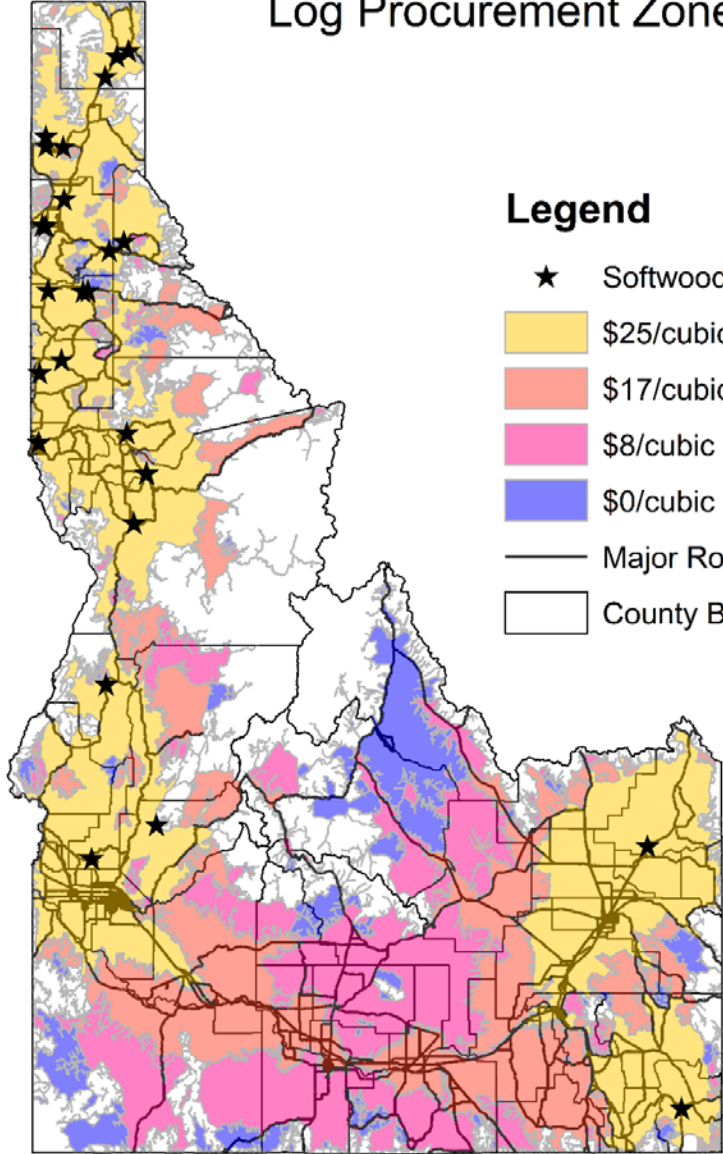 Log Procurement Zone
Legend
Softwood
$25/cubic
$17/cubic
$8/cubic
$0/cubic
Major Ro
County B